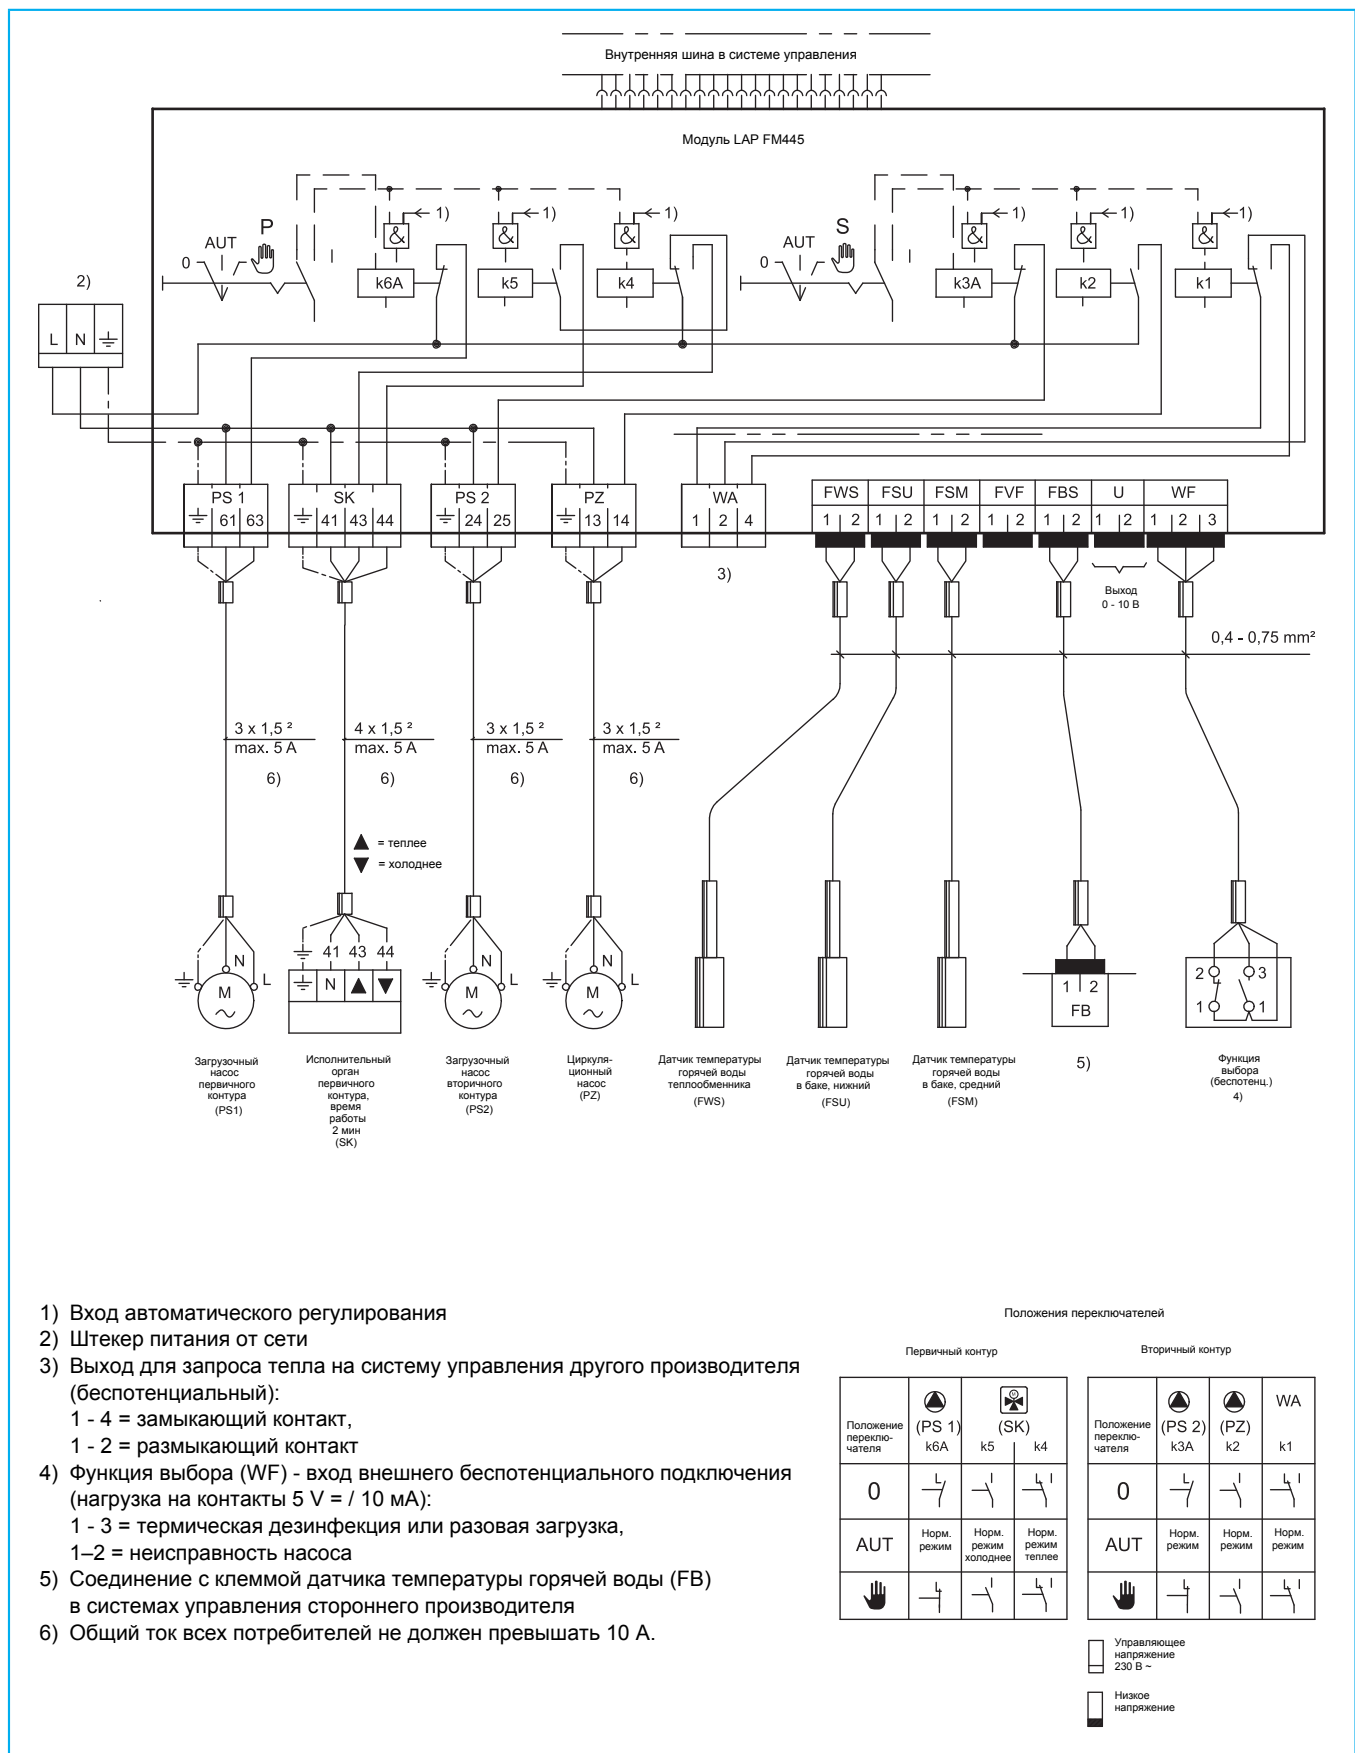 Внутренняя шина в системе управления
Модуль LAP FM445
1) 1) 1) 1) 1) 1)
& & & & & &
AUT P AUT S
0 0
k6A k5 k4 k3A k2 k1
2)
L N
PS 1 SK PS 2 PZ WA FWS FSU FSM FVF FBS U WF
61 63 41 43 44 24 25 13 14 1 2 4 1 2 1 2 1 2 1 2 1 2 1 2 1 2 3
3)
Выход
0 - 10 В
0,4 - 0,75 mm²
3 x 1,5 ² 4 x 1,5 ² 3 x 1,5 ² 3 x 1,5 ²
max. 5 A max. 5 A max. 5 A max. 5 A
6) 6) 6) 6)
▲ = теплее
▼ = холоднее
41 43 44
N L N ▲ ▼ N L N L
M M M
2 3
1 1
1 2
FB
5)
Загрузочный
насос
первичного
контура
(PS1)
Исполнительный
орган
первичного
контура,
время
работы
2 мин
(SK)
Загрузочный
насос
вторичного
контура
(PS2)
Циркуля-
ционный
насос
(PZ)
Датчик температуры
горячей воды
теплообменника
(FWS)
Датчик температуры
горячей воды
в баке, нижний
(FSU)
Датчик температуры
горячей воды
в баке, средний
(FSM)
Функция
выбора
(беспотенц.)
4)
1) Вход автоматического регулирования
2) Штекер питания от сети
3) Выход для запроса тепла на систему управления другого производителя
(беспотенциальный):
1 - 4 = замыкающий контакт,
1 - 2 = размыкающий контакт
4) Функция выбора (WF) - вход внешнего беспотенциального подключения
(нагрузка на контакты 5 V = / 10 мА):
1 - 3 = термическая дезинфекция или разовая загрузка,
1–2 = неисправность насоса
5) Соединение с клеммой датчика температуры горячей воды (FB)
в системах управления стороннего производителя
6) Общий ток всех потребителей не должен превышать 10 А.
Положения переключателей
Первичный контур
Положение
переклю-
чателя
(PS 1) (SK)
k6A k5 k4
0
AUT
Норм.
режим
Норм.
режим
холоднее
Норм.
режим
теплее
Вторичный контур
Положение
переклю-
чателя
WA
(PS 2) (PZ)
k3A k2 k1
0
AUT
Норм.
режим
Норм.
режим
Норм.
режим
Управляющее
напряжение
230 В ~
Низкое
напряжение